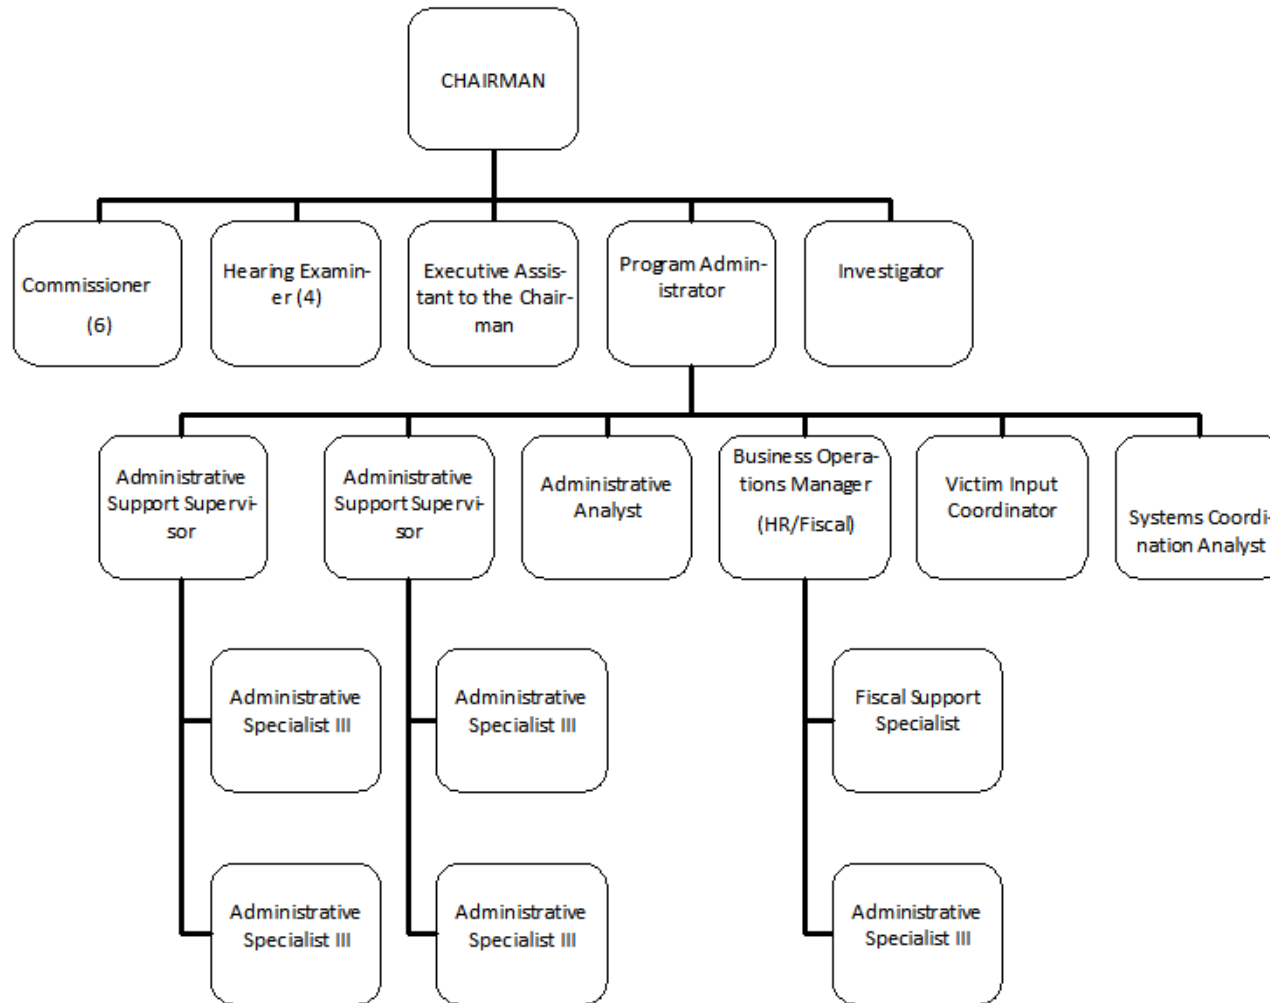 CHAIRMAN
Commissioner
(6)
Hearing Examin-
er (4)
Executive Assis-
tant to the Chair-
man
Program Admin-
istrator
Investigator
Administrative
Support Supervi-
sor
Administrative
Support Supervi-
sor
Administrative
Analyst
Business Opera-
tions Manager
(HR/Fiscal)
Victim Input
Coordinator
Systems Coordi-
nation Analyst
Administrative
Specialist III
Administrative
Specialist III
Fiscal Support
Specialist
Administrative
Specialist III
Administrative
Specialist III
Administrative
Specialist III